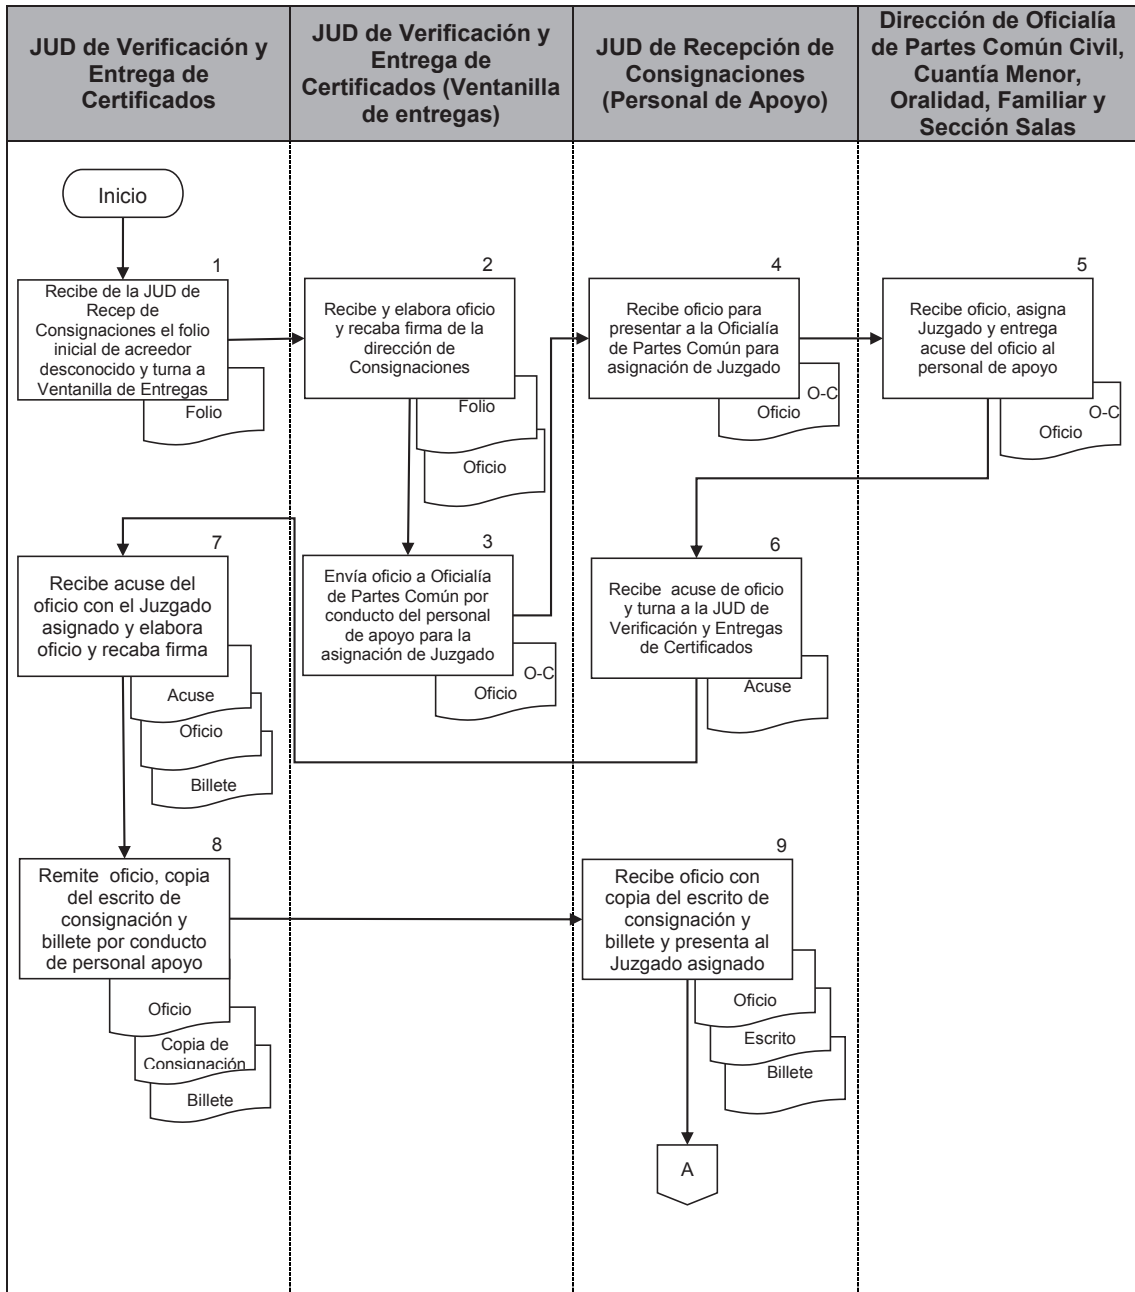 JUD de Verificación y
Entrega de
Certificados
JUD de Verificación y
Entrega de
Certificados (Ventanilla
de entregas)
JUD de Recepción de
Consignaciones
(Personal de Apoyo)
Dirección de Oficialía
de Partes Común Civil,
Cuantía Menor,
Oralidad, Familiar y
Sección Salas
Inicio
1
Recibe de la JUD de
Recep de
Consignaciones el folio
inicial de acreedor
desconocido y turna a
Ventanilla de Entregas
Folio
2
Recibe y elabora oficio
y recaba firma de la
dirección de
Consignaciones
Folio
Oficio
3
Envía oficio a Oficialía
de Partes Común por
conducto del personal
de apoyo para la
asignación de Juzgado
O-C
Oficio
4
Recibe oficio para
presentar a la Oficialía
de Partes Común para
asignación de Juzgado
O-C
Oficio
5
Recibe oficio, asigna
Juzgado y entrega
acuse del oficio al
personal de apoyo
O-C
Oficio
6
Recibe acuse de oficio
y turna a la JUD de
Verificación y Entregas
de Certificados
Acuse
7
Recibe acuse del
oficio con el Juzgado
asignado y elabora
oficio y recaba firma
Acuse
Oficio
Billete
8
Remite oficio, copia
del escrito de
consignación y
billete por conducto
de personal apoyo
Oficio
Copia de
Consignación
Billete
9
Recibe oficio con
copia del escrito de
consignación y
billete y presenta al
Juzgado asignado
Oficio
Escrito
Billete
A